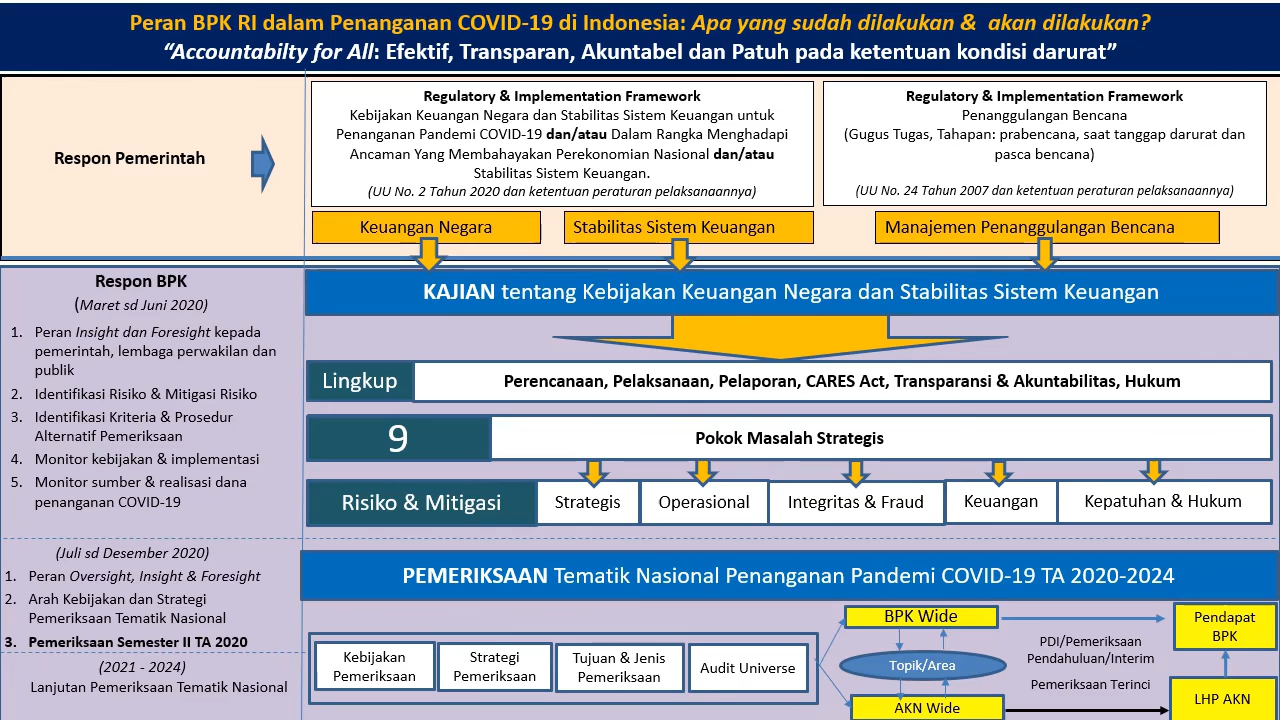 Peran BPK RI dalam Penanganan COVID-19 di Indonesia: Apa yang sudah dilakukan & akan dilakukan?
“Accountabilty for All: Efektif, Transparan, Akuntabel dan Patuh pada ketentuan kondisi darurat”
Respon Pemerintah
Regulatory & Implementation Framework
Kebijakan Keuangan Negara dan Stabilitas Sistem Keuangan untuk
Penanganan Pandemi COVID-19 dan/atau Dalam Rangka Menghadapi
Ancaman Yang Membahayakan Perekonomian Nasional dan/atau
Stabilitas Sistem Keuangan.
(UU No. 2 Tahun 2020 dan ketentuan peraturan pelaksanaannya)
Regulatory & Implementation Framework
Penanggulangan Bencana
(Gugus Tugas, Tahapan: prabencana, saat tanggap darurat dan
pasca bencana)
(UU No. 24 Tahun 2007 dan ketentuan peraturan pelaksanaannya)
Keuangan Negara
Stabilitas Sistem Keuangan
Manajemen Penanggulangan Bencana
Respon BPK
(Maret sd Juni 2020)
1. Peran Insight dan Foresight kepada
pemerintah, lembaga perwakilan dan
publik
2. Identifikasi Risiko & Mitigasi Risiko
3. Identifikasi Kriteria & Prosedur
Alternatif Pemeriksaan
4. Monitor kebijakan & implementasi
5. Monitor sumber & realisasi dana
penanganan COVID-19
KAJIAN tentang Kebijakan Keuangan Negara dan Stabilitas Sistem Keuangan
Lingkup
Perencanaan, Pelaksanaan, Pelaporan, CARES Act, Transparansi & Akuntabilitas, Hukum
9
Pokok Masalah Strategis
Risiko & Mitigasi
Strategis
Operasional
Integritas & Fraud
Keuangan
Kepatuhan & Hukum
(Juli sd Desember 2020)
1. Peran Oversight, Insight & Foresight
2. Arah Kebijakan dan Strategi
Pemeriksaan Tematik Nasional
3. Pemeriksaan Semester II TA 2020
(2021 - 2024)
Lanjutan Pemeriksaan Tematik Nasional
PEMERIKSAAN Tematik Nasional Penanganan Pandemi COVID-19 TA 2020-2024
Kebijakan
Pemeriksaan
Strategi
Pemeriksaan
Tujuan & Jenis
Pemeriksaan
Audit Universe
BPK Wide
Topik/Area
AKN Wide
PDI/Pemeriksaan
Pendahuluan/Interim
Pemeriksaan Terinci
Pendapat
BPK
LHP AKN